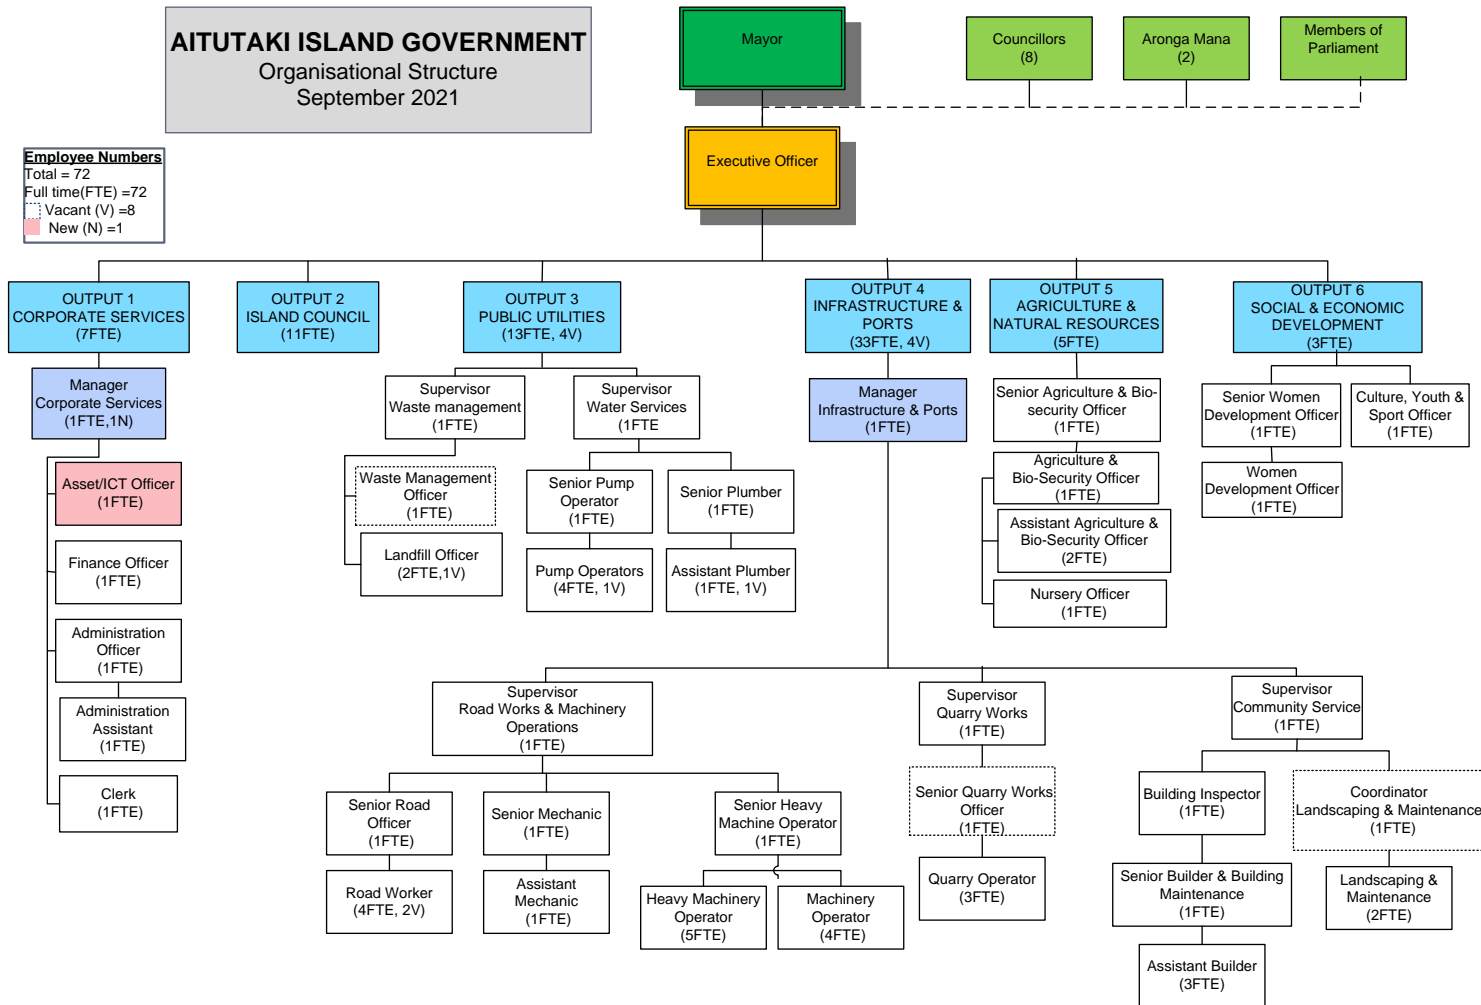 AITUTAKI ISLAND GOVERNMENT
Organisational Structure
September 2021
Mayor
Councillors
(8)
Aronga Mana
(2)
Members of
Parliament
Executive Officer
Employee Numbers
Total = 72
Full time(FTE) =72
Vacant (V) =8
New (N) =1
OUTPUT 1
CORPORATE SERVICES
(7FTE)
OUTPUT 2
ISLAND COUNCIL
(11FTE)
OUTPUT 3
PUBLIC UTILITIES
(13FTE, 4V)
OUTPUT 4
INFRASTRUCTURE &
PORTS
(33FTE, 4V)
OUTPUT 5
AGRICULTURE &
NATURAL RESOURCES
(5FTE)
OUTPUT 6
SOCIAL & ECONOMIC
DEVELOPMENT
(3FTE)
Manager
Corporate Services
(1FTE,1N)
Asset/ICT Officer
(1FTE)
Finance Officer
(1FTE)
Administration
Officer
(1FTE)
Administration
Assistant
(1FTE)
Clerk
(1FTE)
Supervisor
Waste management
(1FTE)
Waste Management
Officer
(1FTE)
Landfill Officer
(2FTE,1V)
Supervisor
Water Services
(1FTE
Senior Pump
Operator
(1FTE)
Pump Operators
(4FTE, 1V)
Senior Plumber
(1FTE)
Assistant Plumber
(1FTE, 1V)
Manager
Infrastructure & Ports
(1FTE)
Senior Agriculture & Bio-
security Officer
(1FTE)
Agriculture &
Bio-Security Officer
(1FTE)
Assistant Agriculture &
Bio-Security Officer
(2FTE)
Nursery Officer
(1FTE)
Senior Women
Development Officer
(1FTE)
Women
Development Officer
(1FTE)
Culture, Youth &
Sport Officer
(1FTE)
Supervisor
Road Works & Machinery
Operations
(1FTE)
Senior Road
Officer
(1FTE)
Road Worker
(4FTE, 2V)
Senior Mechanic
(1FTE)
Assistant
Mechanic
(1FTE)
Senior Heavy
Machine Operator
(1FTE)
Heavy Machinery
Operator
(5FTE)
Machinery
Operator
(4FTE)
Supervisor
Quarry Works
(1FTE)
Senior Quarry Works
Officer
(1FTE)
Quarry Operator
(3FTE)
Supervisor
Community Service
(1FTE)
Building Inspector
(1FTE)
Senior Builder & Building
Maintenance
(1FTE)
Assistant Builder
(3FTE)
Coordinator
Landscaping & Maintenance
(1FTE)
Landscaping &
Maintenance
(2FTE)